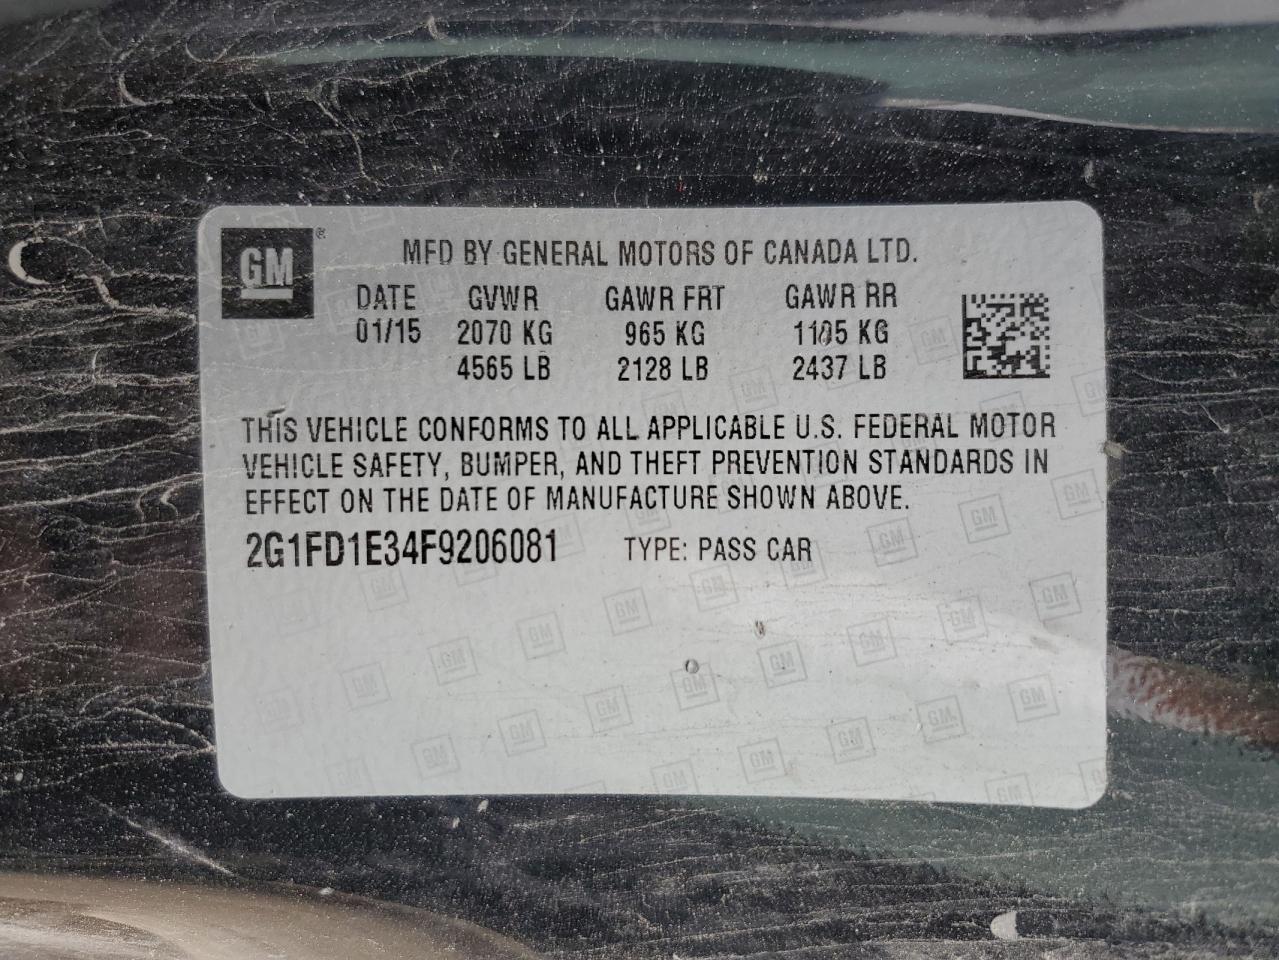 GM ®
MFD BY GENERAL MOTORS OF CANADA LTD.
DATE GVWR GAWR FRT GAWR RR
01/15 2070 KG 965 KG 1105 KG
4565 LB 2128 LB 2437 LB
THIS VEHICLE CONFORMS TO ALL APPLICABLE U.S. FEDERAL MOTOR
VEHICLE SAFETY, BUMPER, AND THEFT PREVENTION STANDARDS IN
EFFECT ON THE DATE OF MANUFACTURE SHOWN ABOVE.
2G1FD1E34F9206081 TYPE: PASS CAR